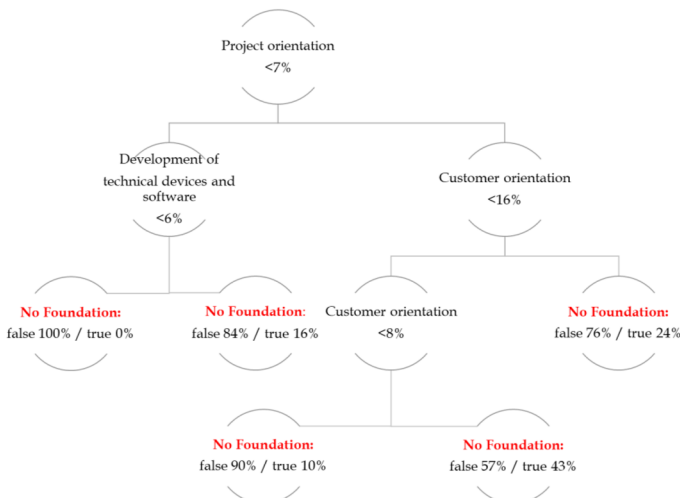 Project orientation
<7%
Development of
technical devices and
software
<6%
Customer orientation
<16%
No Foundation:
false 100% / true 0%
No Foundation:
false 84% / true 16%
Customer orientation
<8%
No Foundation:
false 76% / true 24%
No Foundation:
false 90% / true 10%
No Foundation:
false 57% / true 43%